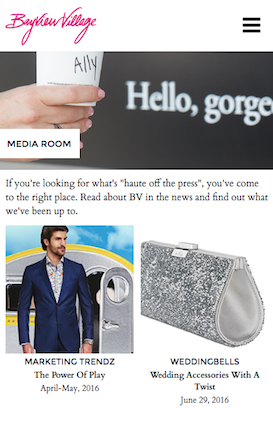 Bayview Village
Ally
Hello, gorge
MEDIA ROOM
If you're looking for what's "haute off the press", you've come
to the right place. Read about BV in the news and find out what
we've been up to.
MARKETING TRENDZ
The Power Of Play
April-May, 2016
WEDDINGBELLS
Wedding Accessories With A
Twist
June 29, 2016